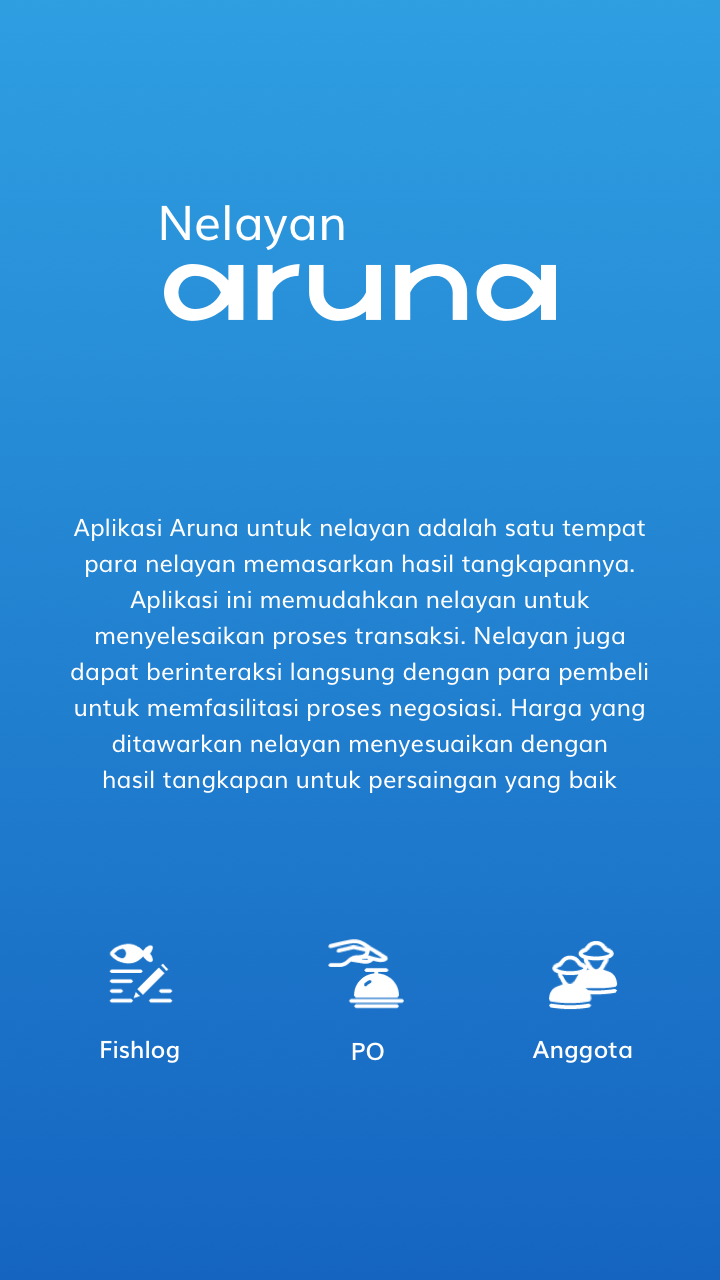 Nelayan
aruna
Aplikasi Aruna untuk nelayan adalah satu tempat
para nelayan memasarkan hasil tangkapannya.
Aplikasi ini memudahkan nelayan untuk
menyelesaikan proses transaksi. Nelayan juga
dapat berinteraksi langsung dengan para pembeli
untuk memfasilitasi proses negosiasi. Harga yang
ditawarkan nelayan menyesuaikan dengan
hasil tangkapan untuk persaingan yang baik
Fishlog
PO
Anggota